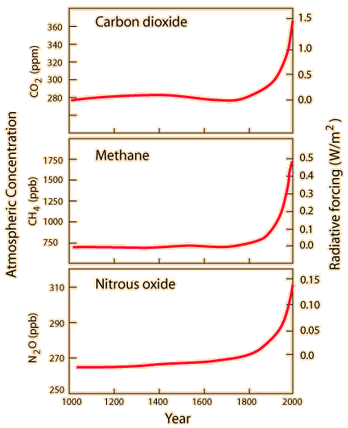 Atmospheric Concentration
Radiative forcing (W/m²)
Carbon dioxide
CO₂ (ppm)
360
340
320
300
280
1.5
1.0
0.5
0.0
Methane
CH₄ (ppb)
1750
1500
1250
1000
750
0.5
0.4
0.3
0.2
0.1
0.0
Nitrous oxide
N₂O (ppb)
310
290
270
250
0.15
0.10
0.05
0.0
1000 1200 1400 1600 1800 2000
Year